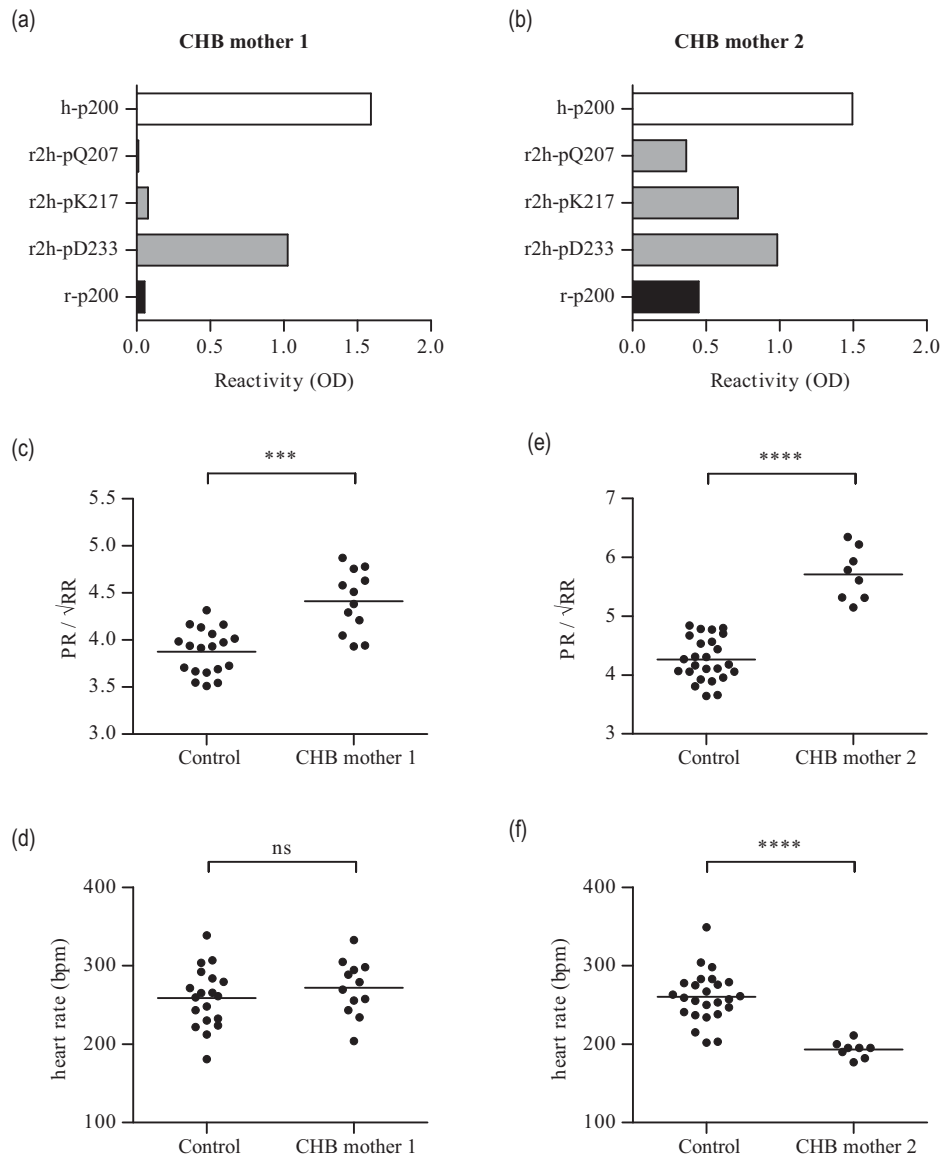 (a)
CHB mother 1
h-p200
r2h-pQ207
r2h-pK217
r2h-pD233
r-p200
0.0 0.5 1.0 1.5 2.0
Reactivity (OD)
(b)
CHB mother 2
h-p200
r2h-pQ207
r2h-pK217
r2h-pD233
r-p200
0.0 0.5 1.0 1.5 2.0
Reactivity (OD)
(c)
***
5.5
5.0
4.5
4.0
3.5
3.0
PR / √RR
Control CHB mother 1
(e)
****
7
6
5
4
3
PR / √RR
Control CHB mother 2
(d)
ns
400
300
200
100
heart rate (bpm)
Control CHB mother 1
(f)
****
400
300
200
100
heart rate (bpm)
Control CHB mother 2